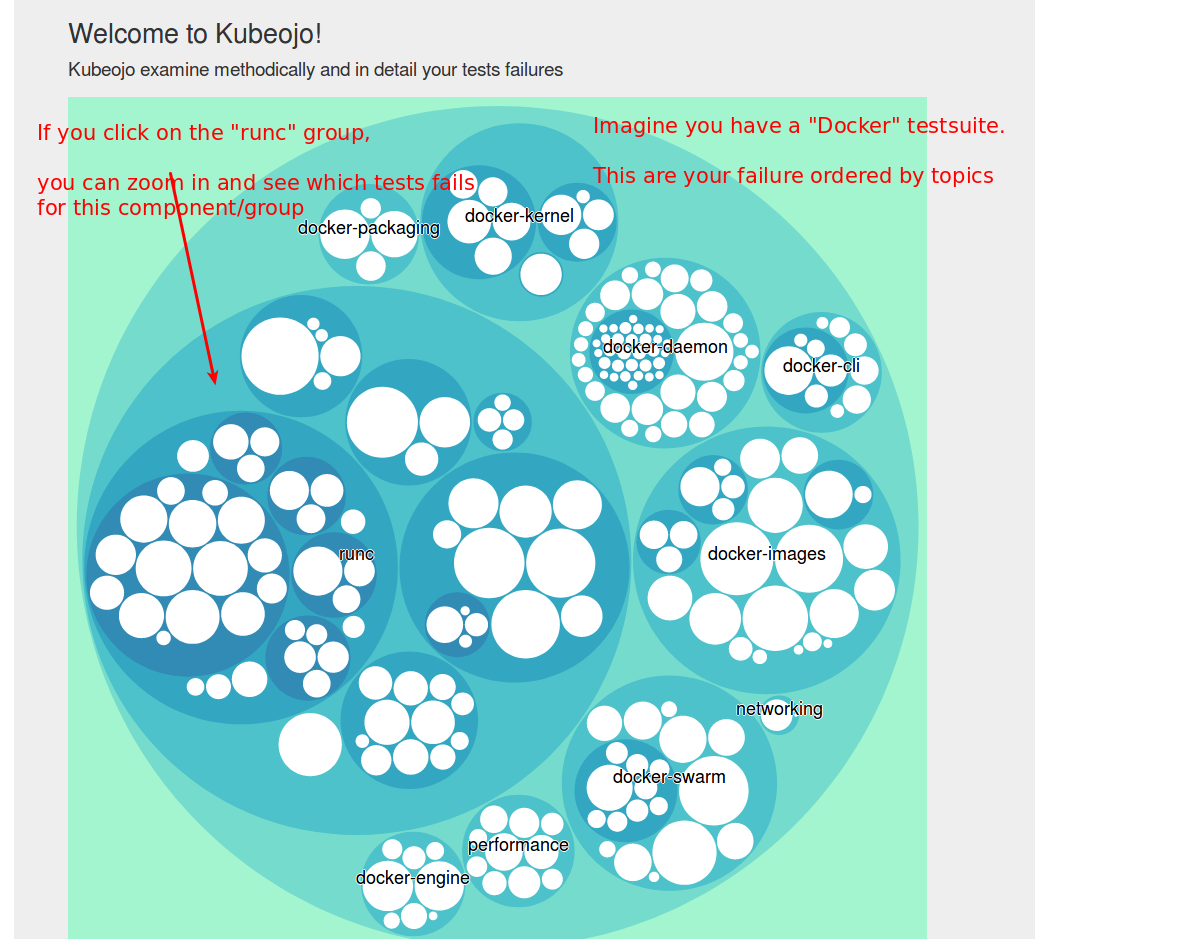 Welcome to Kubeojo!
Kubeojo examine methodically and in detail your tests failures
If you click on the "runc" group,
you can zoom in and see which tests fails
for this component/group
Imagine you have a "Docker" testsuite.
This are your failure ordered by topics
docker-packaging
docker-kernel
docker-daemon
docker-cli
runc
docker-images
networking
docker-swarm
performance
docker-engine